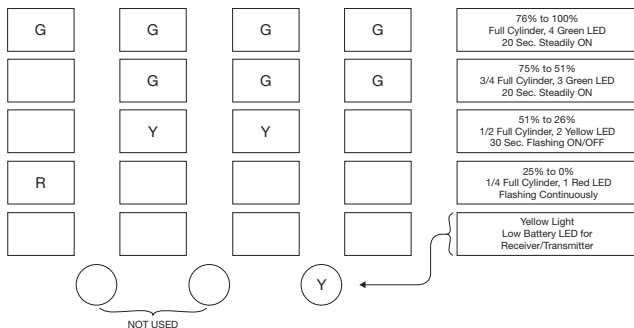 G G G G
76% to 100%
Full Cylinder, 4 Green LED
20 Sec. Steadily ON
G G G
75% to 51%
3/4 Full Cylinder, 3 Green LED
20 Sec. Steadily ON
Y Y
51% to 26%
1/2 Full Cylinder, 2 Yellow LED
30 Sec. Flashing ON/OFF
R
25% to 0%
1/4 Full Cylinder, 1 Red LED
Flashing Continuously
Yellow Light
Low Battery LED for
Receiver/Transmitter
Y
NOT USED